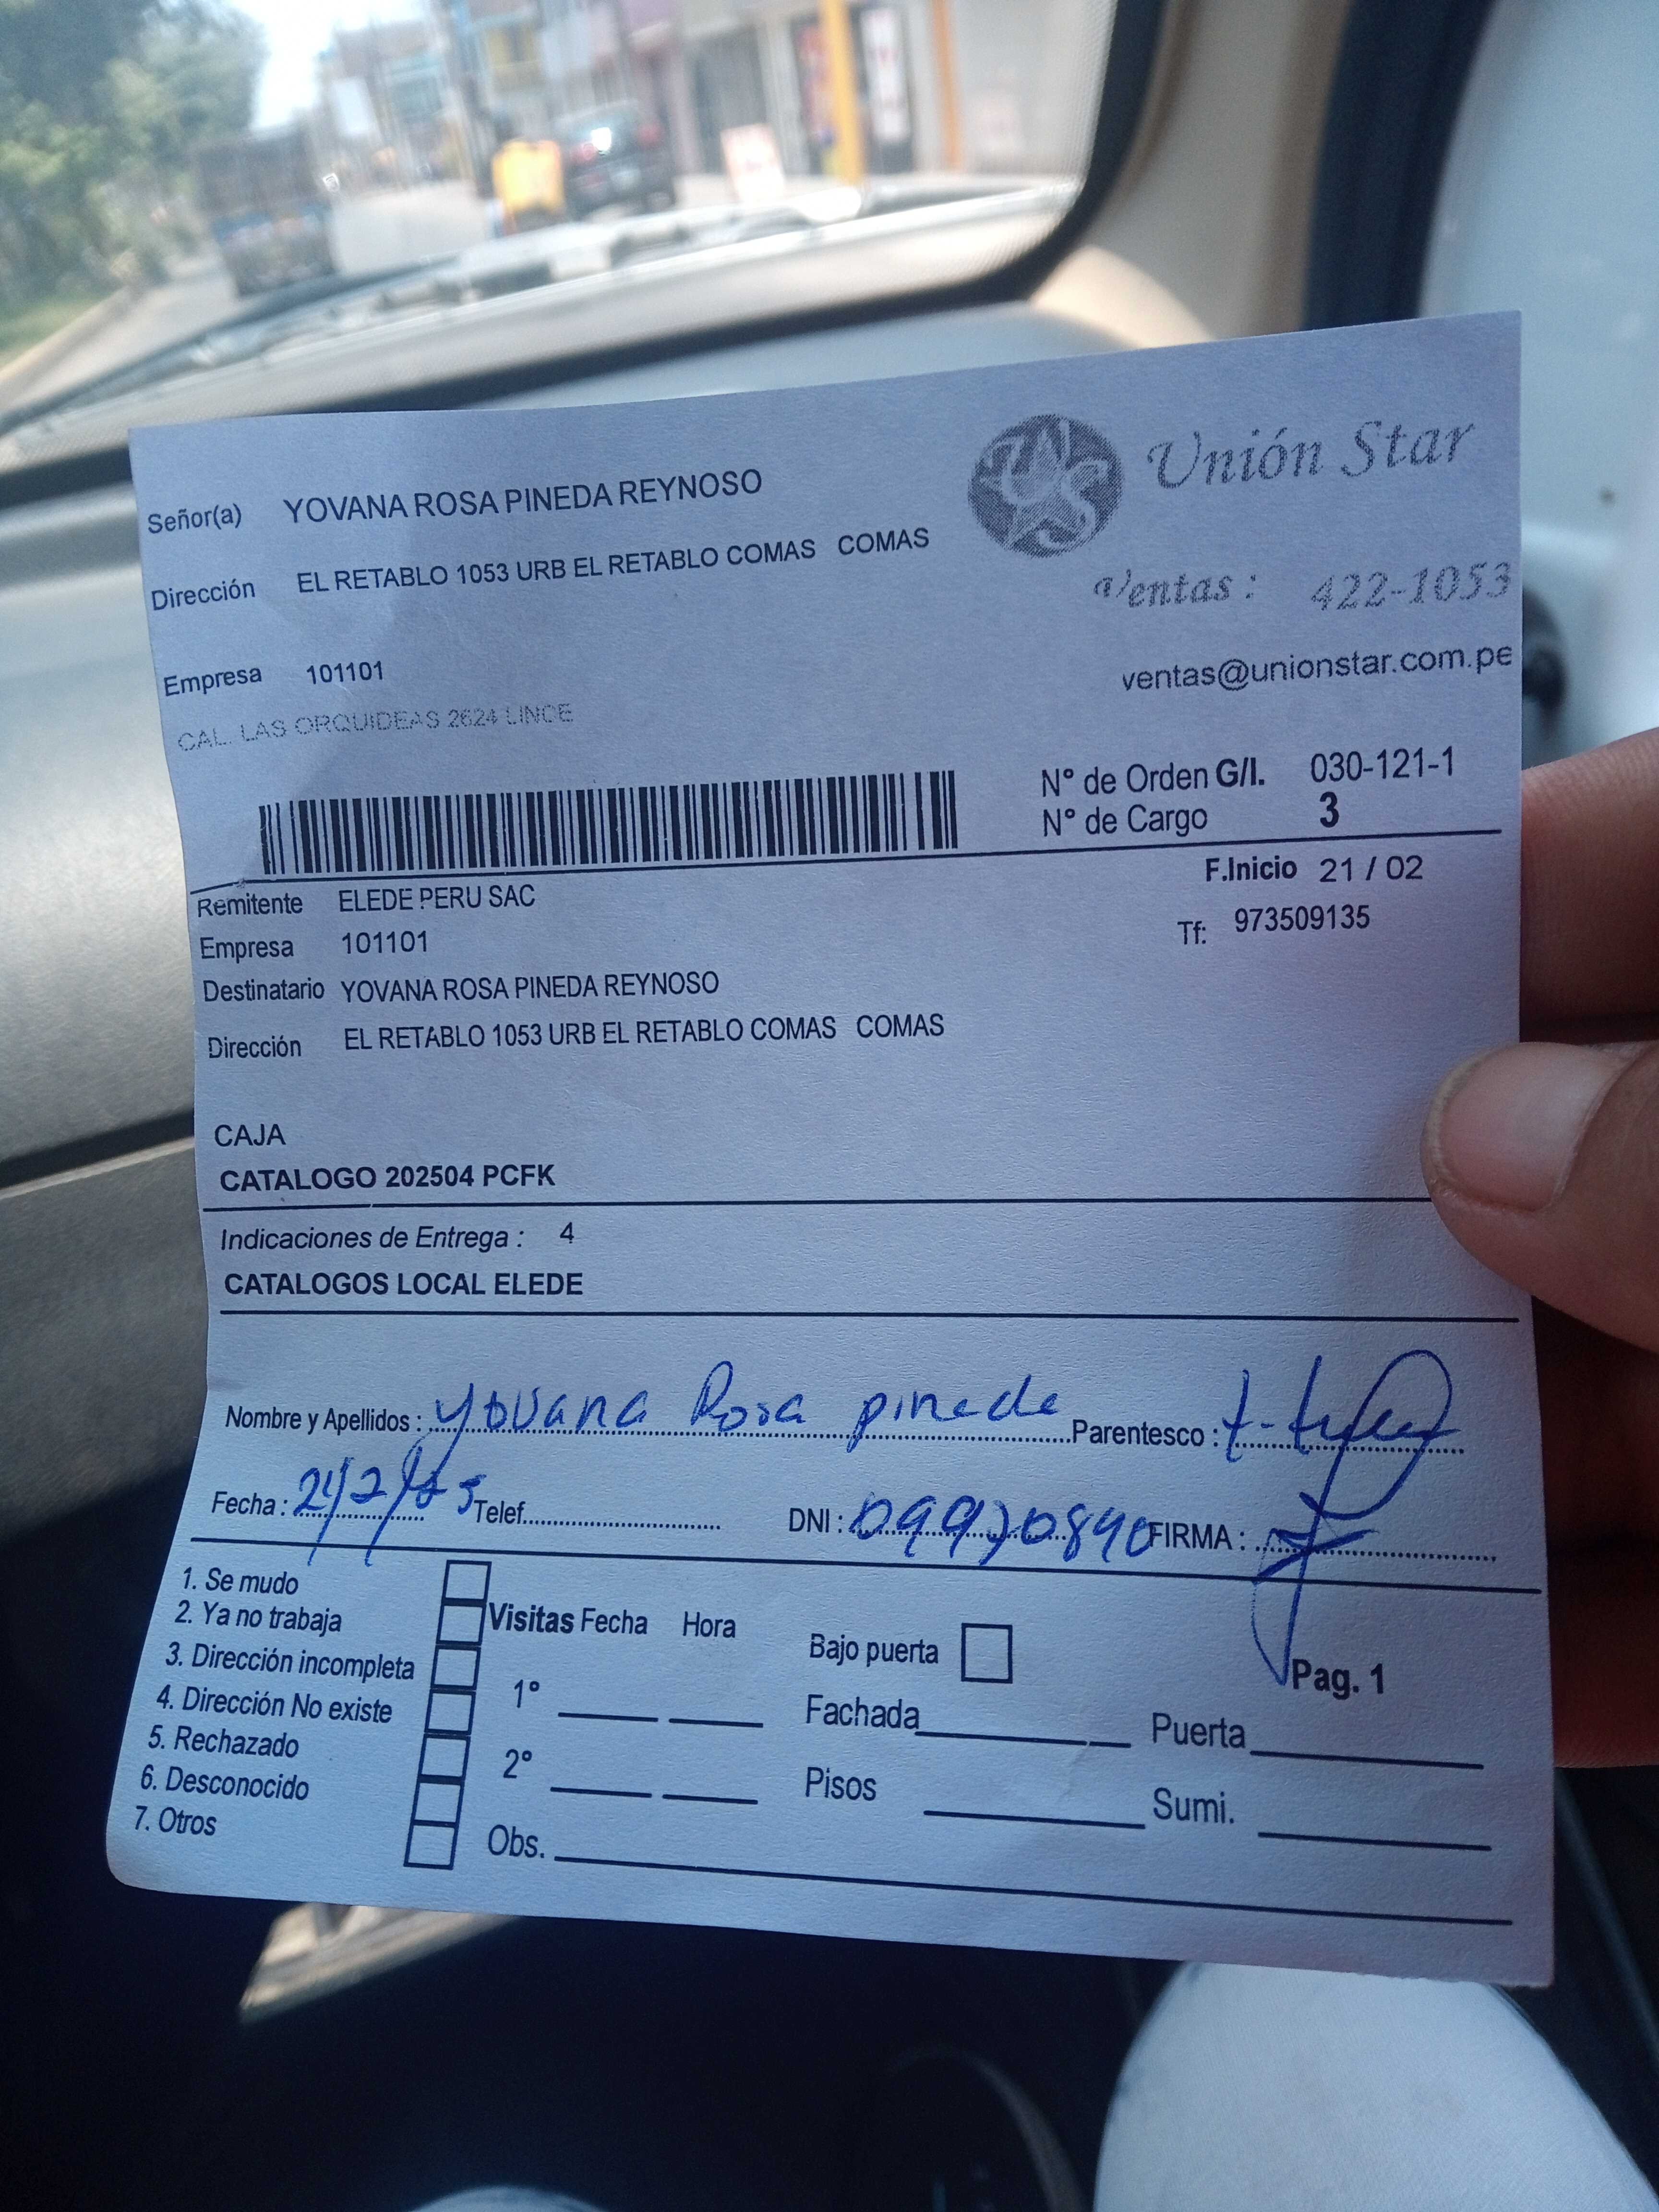 Unión Star
Señor(a) YOVANA ROSA PINEDA REYNOSO
Dirección EL RETABLO 1053 URB EL RETABLO COMAS COMAS
Ventas : 422-1053
Empresa 101101
ventas@unionstar.com.pe
CAL. LAS ORQUIDEAS 2624 LINCE
N° de Orden G/I. 030-121-1
N° de Cargo 3
F.Inicio 21 / 02
Remitente ELEDE PERU SAC
Tf: 973509135
Empresa 101101
Destinatario YOVANA ROSA PINEDA REYNOSO
Dirección EL RETABLO 1053 URB EL RETABLO COMAS COMAS
CAJA
CATALOGO 202504 PCFK
Indicaciones de Entrega : 4
CATALOGOS LOCAL ELEDE
Nombre y Apellidos : Yovana Rosa pineda Parentesco :
Fecha : Telef. DNI : FIRMA :
1. Se mudo
2. Ya no trabaja
3. Dirección incompleta
4. Dirección No existe
5. Rechazado
6. Desconocido
7. Otros
Visitas Fecha Hora
1°
2°
Obs.
Bajo puerta
Pag. 1
Fachada Puerta
Pisos Sumi.